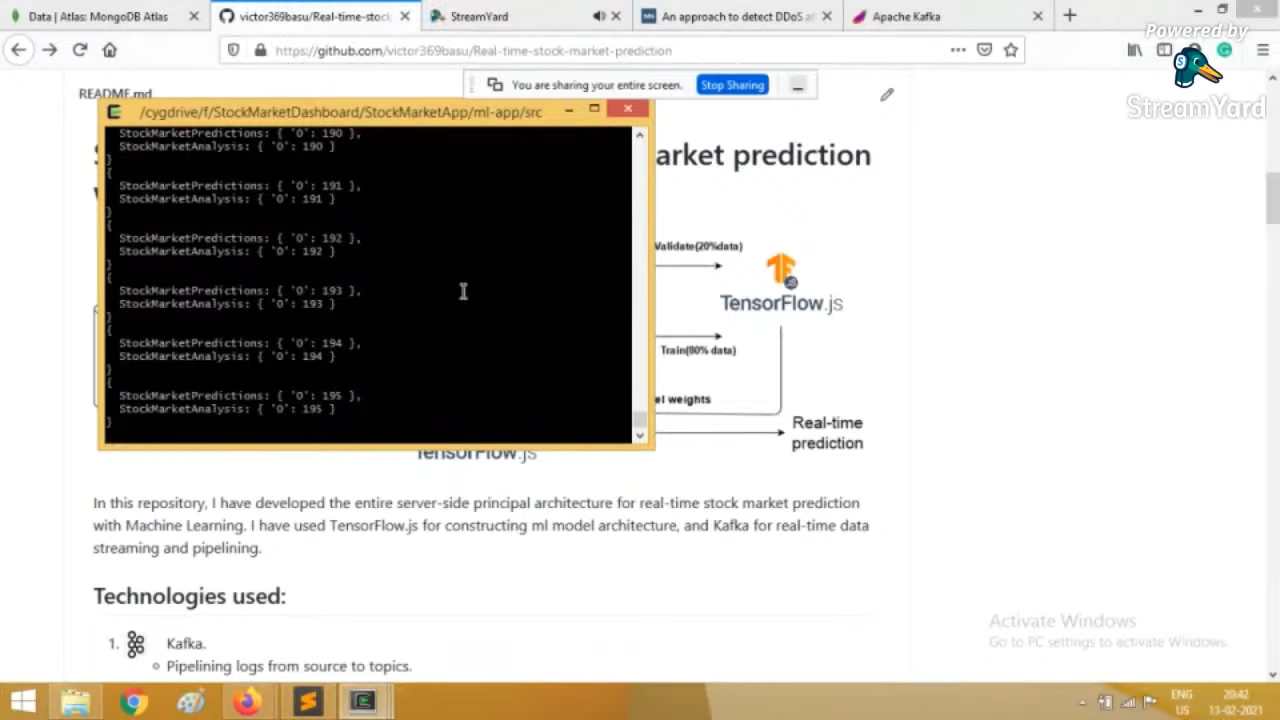 Data | Atlas: MongoDB Atlas
victor369basu/Real-time-stock
StreamYard
An approach to detect DDoS at
Apache Kafka
https://github.com/victor369basu/Real-time-stock-market-prediction
Powered by
StreamYard
You are sharing your entire screen.
Stop Sharing
README.md
/cygdrive/f/StockMarketDashboard/StockMarketApp/ml-app/src
StockMarketPredictions: { '0': 190 },
StockMarketAnalysis: { '0': 190 }
}
{
StockMarketPredictions: { '0': 191 },
StockMarketAnalysis: { '0': 191 }
}
{
StockMarketPredictions: { '0': 192 },
StockMarketAnalysis: { '0': 192 }
}
{
StockMarketPredictions: { '0': 193 },
StockMarketAnalysis: { '0': 193 }
}
{
StockMarketPredictions: { '0': 194 },
StockMarketAnalysis: { '0': 194 }
}
{
StockMarketPredictions: { '0': 195 },
StockMarketAnalysis: { '0': 195 }
}
arket prediction
Validate(20%data)
TensorFlow.js
Train(80% data)
el weights
Real-time
prediction
TensorFlow.js
In this repository, I have developed the entire server-side principal architecture for real-time stock market prediction
with Machine Learning. I have used TensorFlow.js for constructing ml model architecture, and Kafka for real-time data
streaming and pipelining.
Technologies used:
1. Kafka.
Pipelining logs from source to topics.
Activate Windows
Go to PC settings to activate Windows.
ENG
US
20:42
13-02-2021